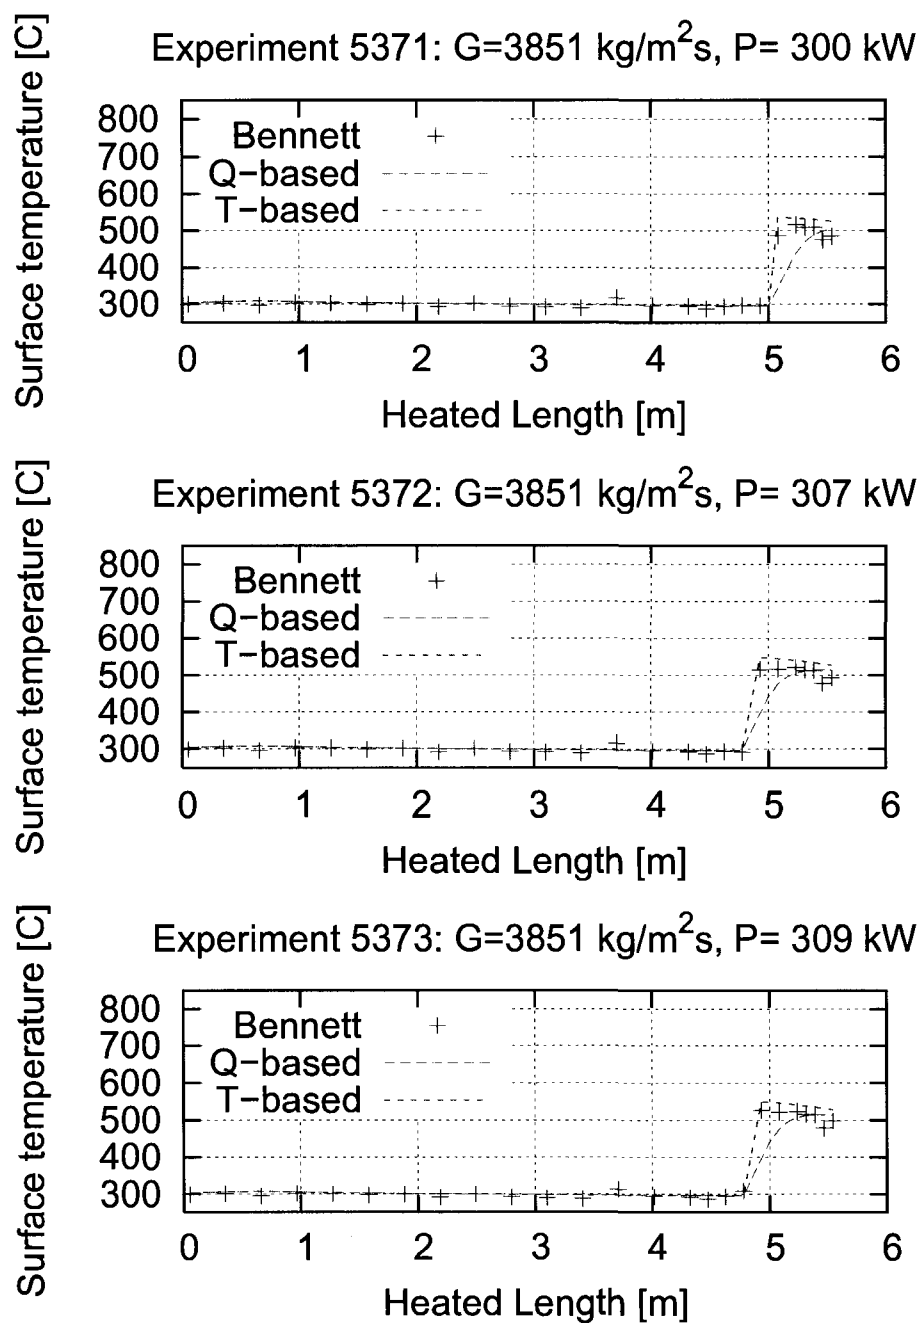 Experiment 5371: G=3851 kg/m²s, P= 300 kW
Surface temperature [C]
800
700
600
500
400
300
Bennett
Q−based
T−based
0 1 2 3 4 5 6
Heated Length [m]
Experiment 5372: G=3851 kg/m²s, P= 307 kW
Surface temperature [C]
800
700
600
500
400
300
Bennett
Q−based
T−based
0 1 2 3 4 5 6
Heated Length [m]
Experiment 5373: G=3851 kg/m²s, P= 309 kW
Surface temperature [C]
800
700
600
500
400
300
Bennett
Q−based
T−based
0 1 2 3 4 5 6
Heated Length [m]